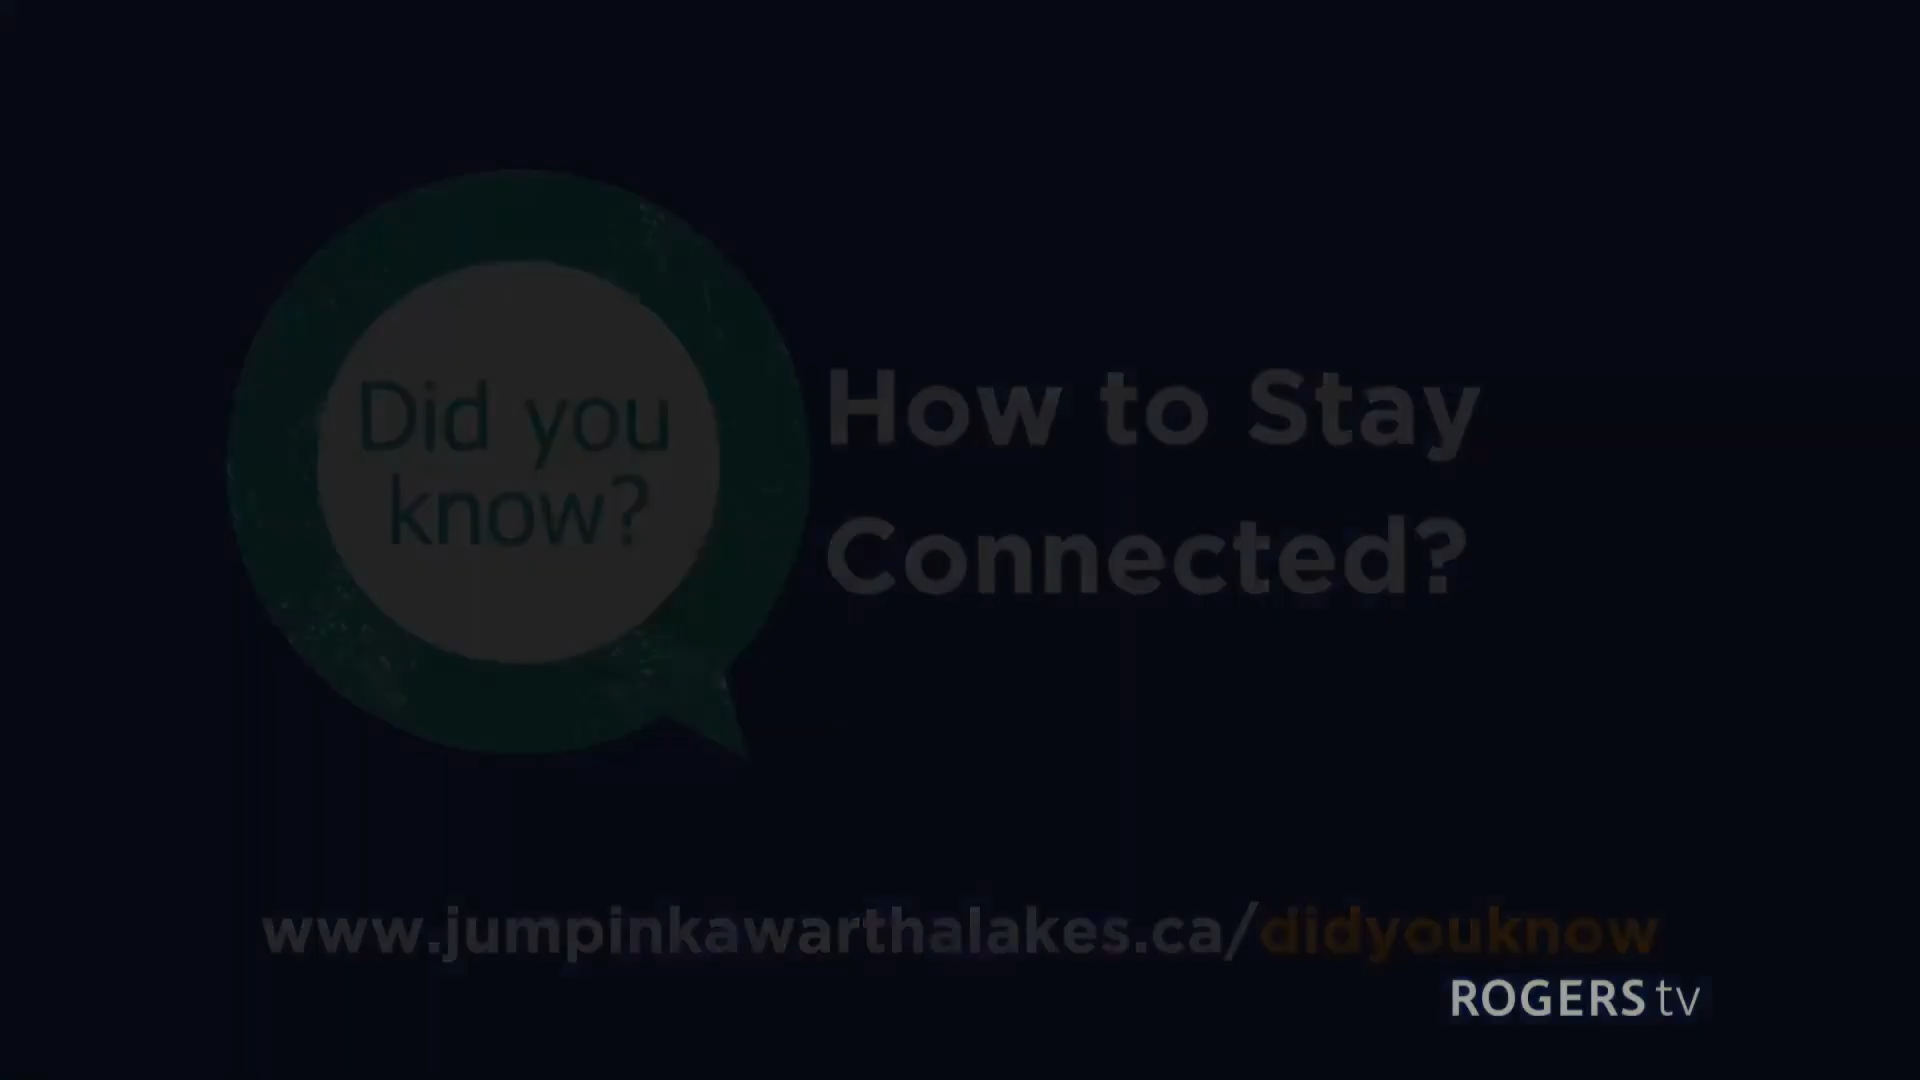 Did you
know?
How to Stay
Connected?
www.jumpinkawarthalakes.ca/didyouknow
ROGERS tv